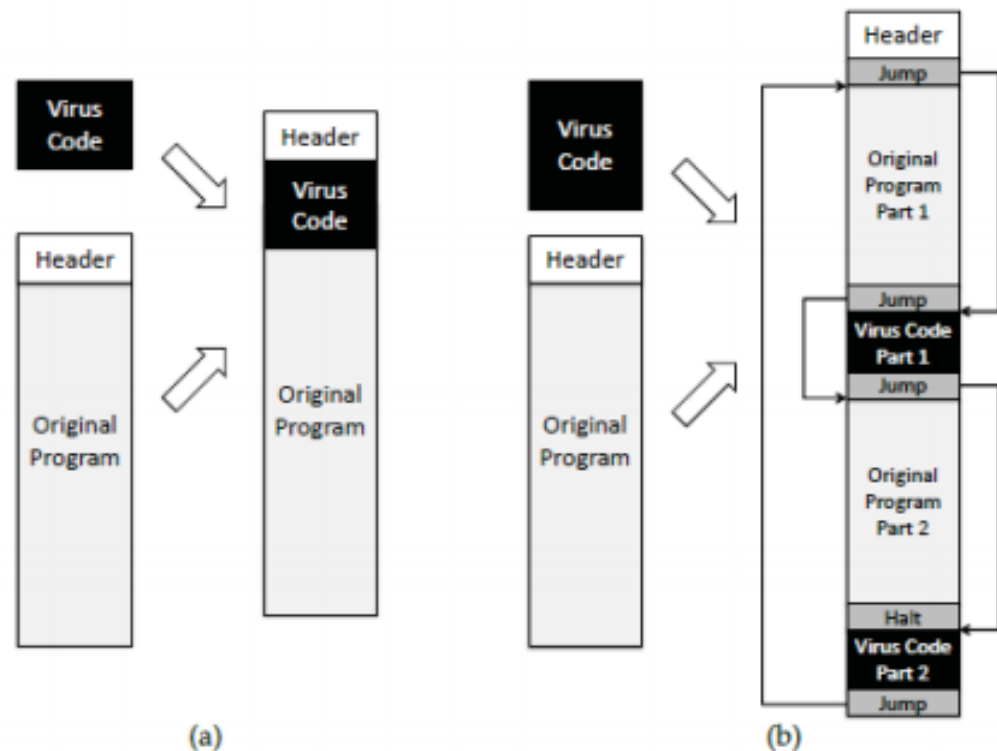 Virus
Code
Header
Original
Program
Header
Virus
Code
Original
Program
(a)
Virus
Code
Header
Original
Program
Header
Jump
Original
Program
Part 1
Jump
Virus Code
Part 1
Jump
Original
Program
Part 2
Halt
Virus Code
Part 2
Jump
(b)